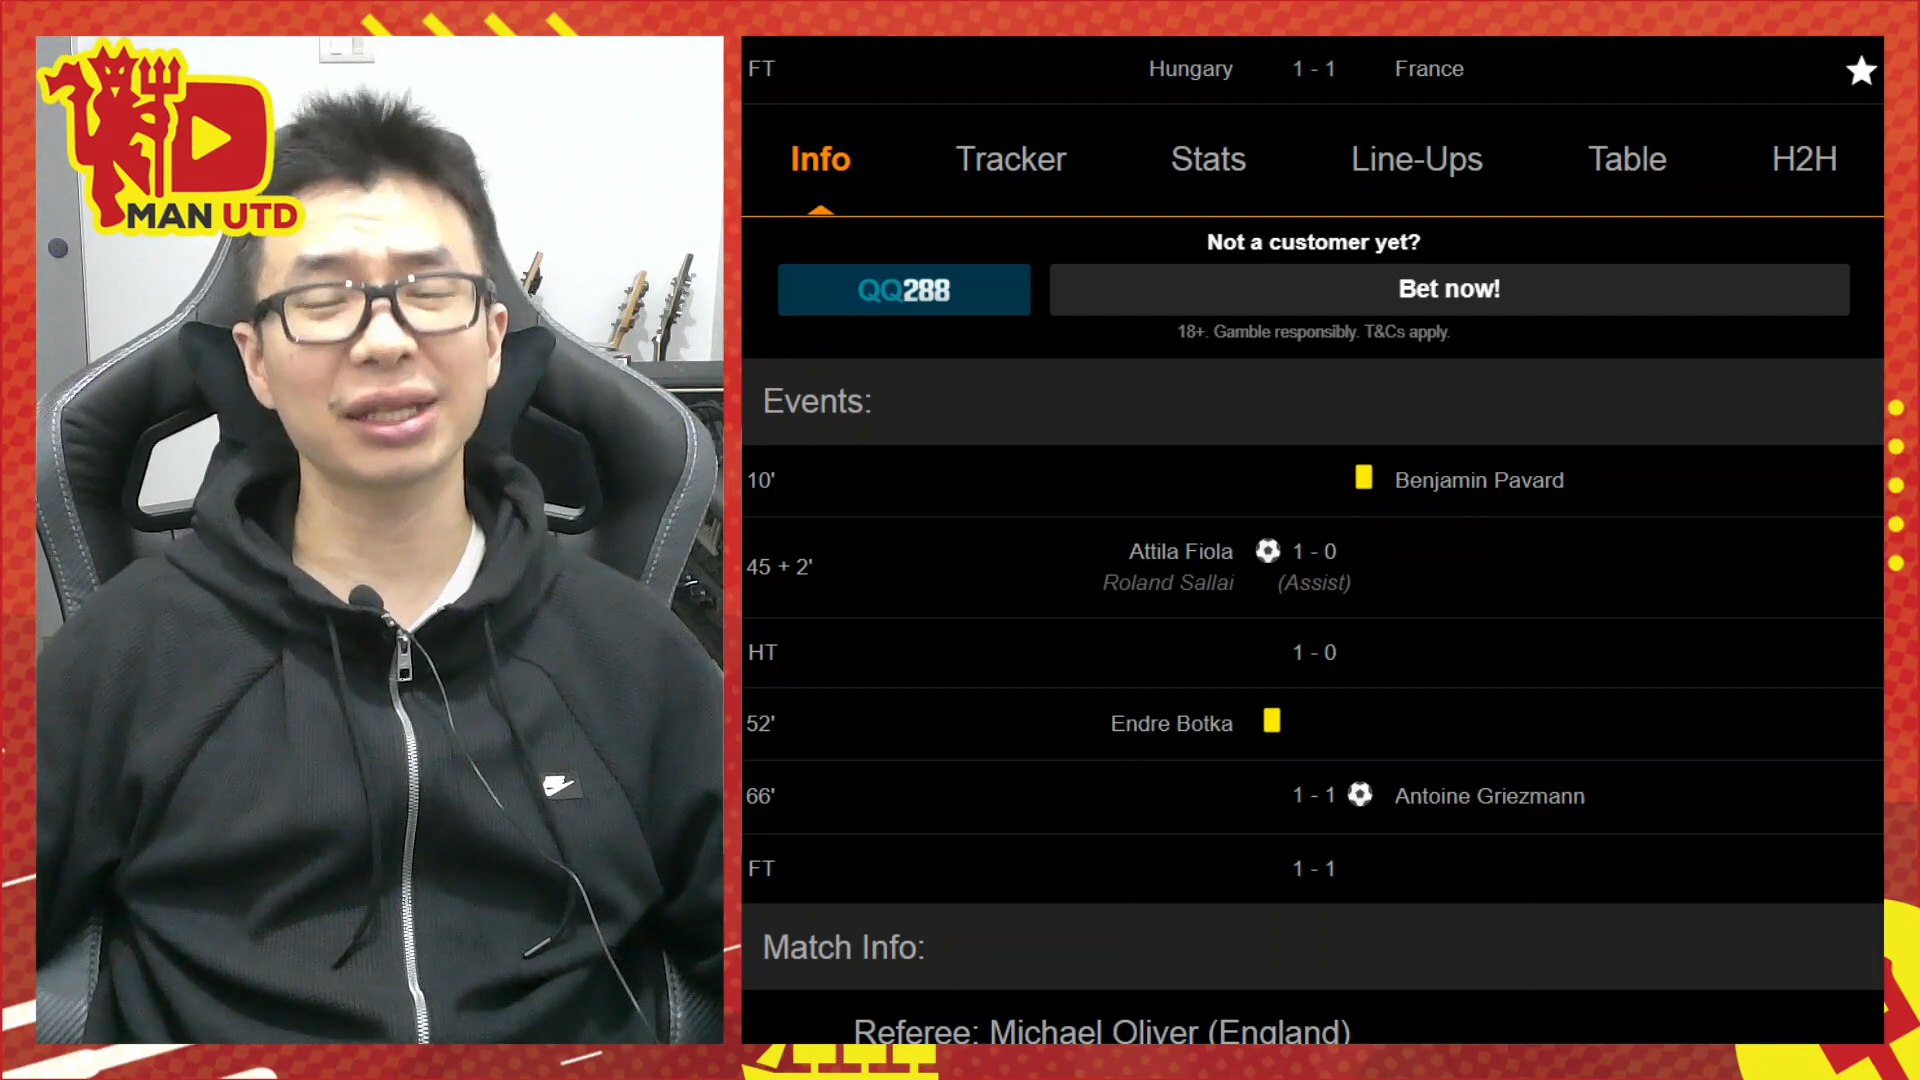 MAN UTD
FT Hungary 1 - 1 France
Info Tracker Stats Line-Ups Table H2H
Not a customer yet?
QQ288 Bet now!
18+. Gamble responsibly. T&Cs apply.
Events:
10' Benjamin Pavard
45 + 2' Attila Fiola 1 - 0
Roland Sallai (Assist)
HT 1 - 0
52' Endre Botka
66' 1 - 1 Antoine Griezmann
FT 1 - 1
Match Info:
Referee: Michael Oliver (England)